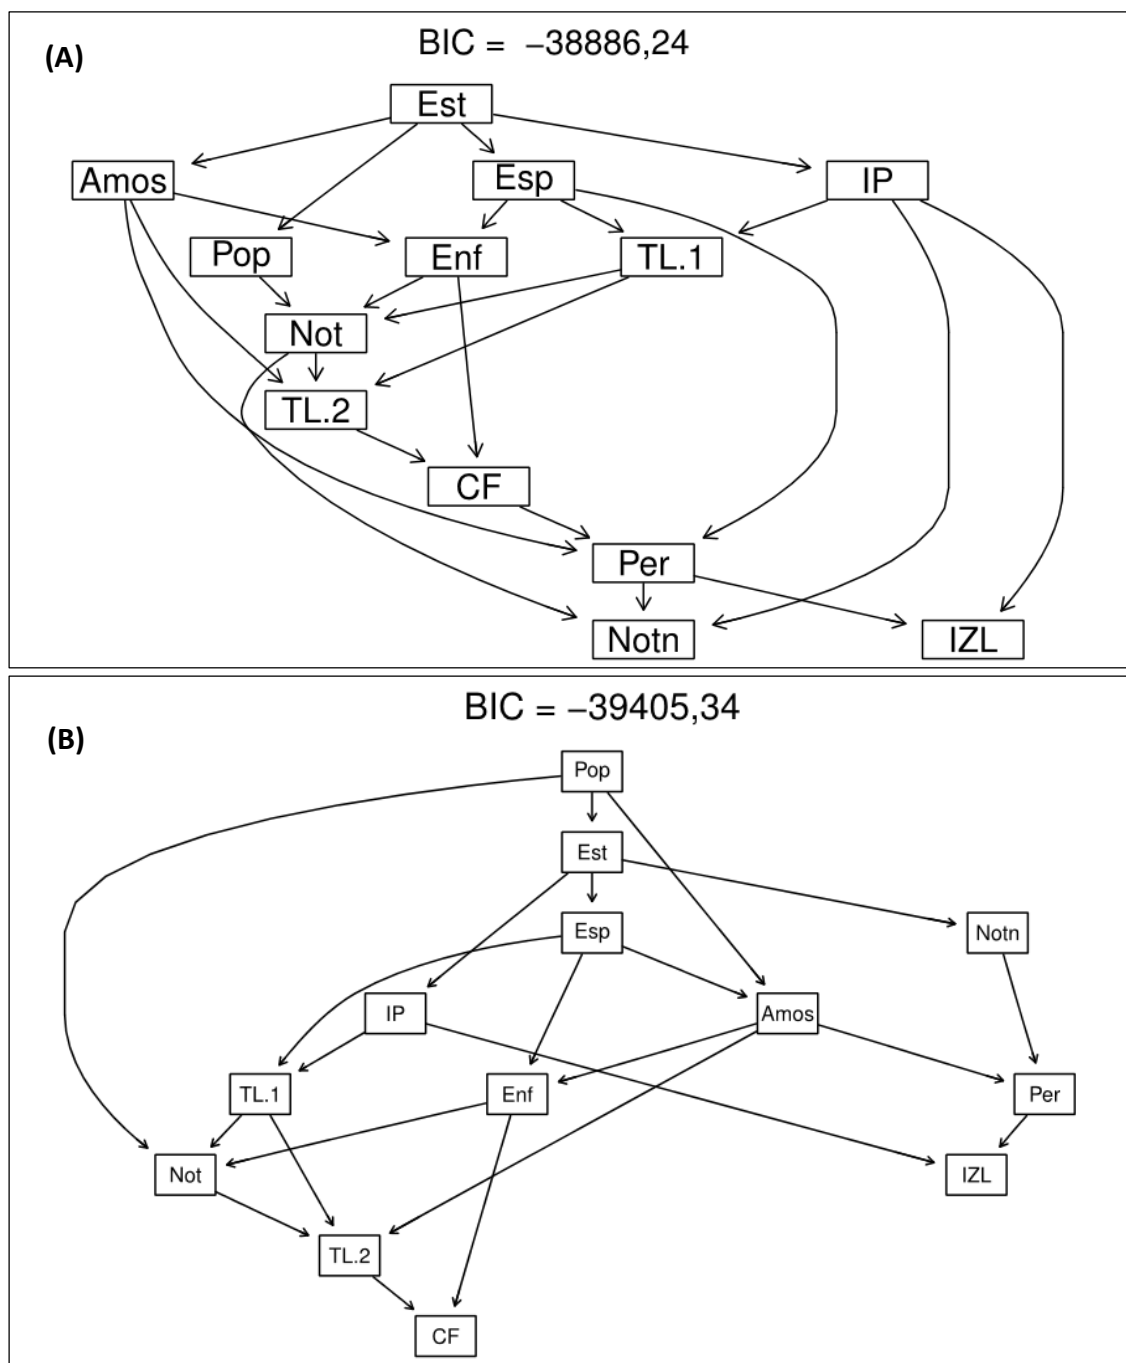 (A)
BIC = −38886,24
Est
Amos
Esp
IP
Pop
Enf
TL.1
Not
TL.2
CF
Per
Notn
IZL
(B)
BIC = −39405,34
Pop
Est
Esp
Notn
IP
Amos
TL.1
Enf
Per
Not
IZL
TL.2
CF